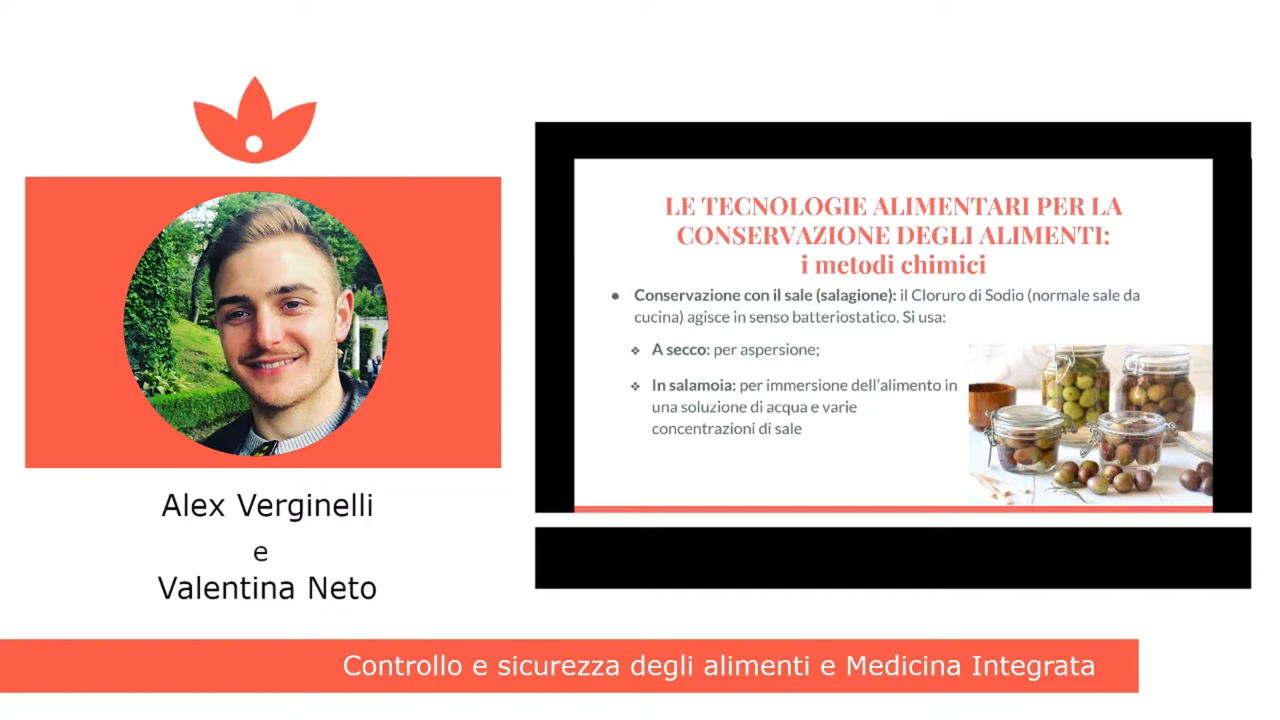 LE TECNOLOGIE ALIMENTARI PER LA
CONSERVAZIONE DEGLI ALIMENTI:
i metodi chimici
● Conservazione con il sale (salagione): il Cloruro di Sodio (normale sale da
cucina) agisce in senso batteriostatico. Si usa:
❖ A secco: per aspersione;
❖ In salamoia: per immersione dell'alimento in
una soluzione di acqua e varie
concentrazioni di sale
Alex Verginelli
e
Valentina Neto
Controllo e sicurezza degli alimenti e Medicina Integrata